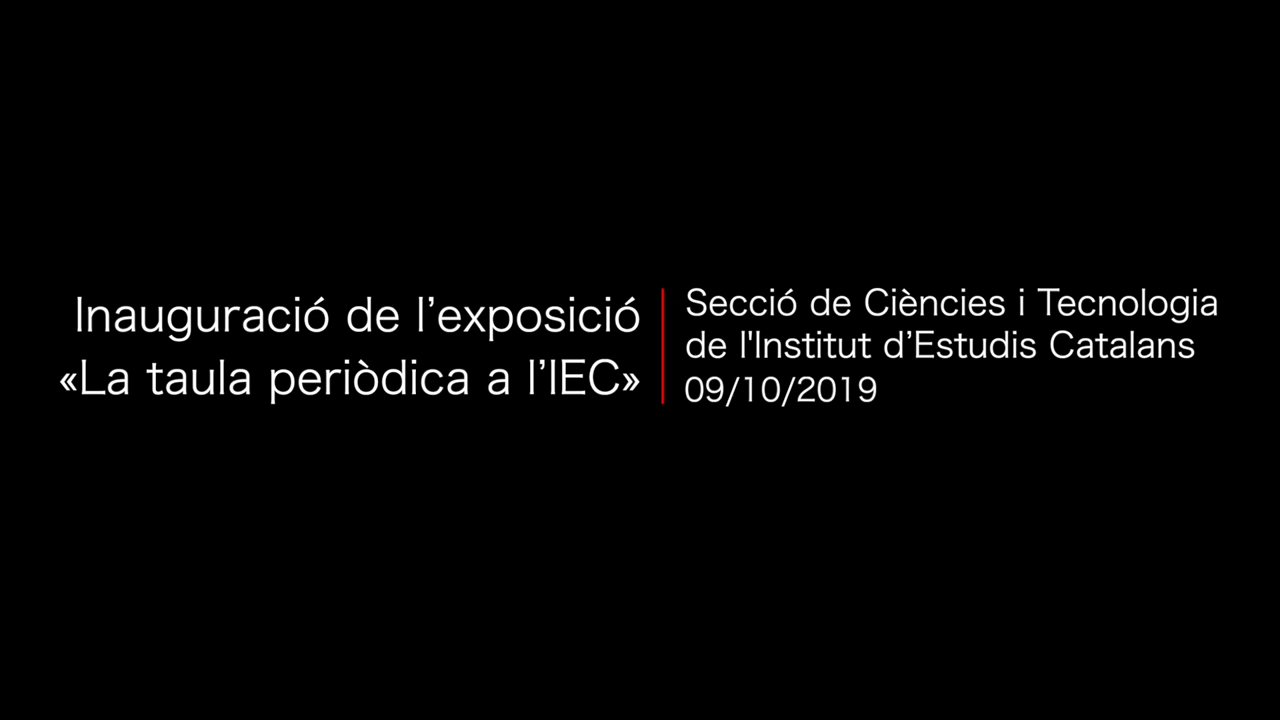 Inauguració de l’exposició
«La taula periòdica a l’IEC»
Secció de Ciències i Tecnologia
de l'Institut d’Estudis Catalans
09/10/2019